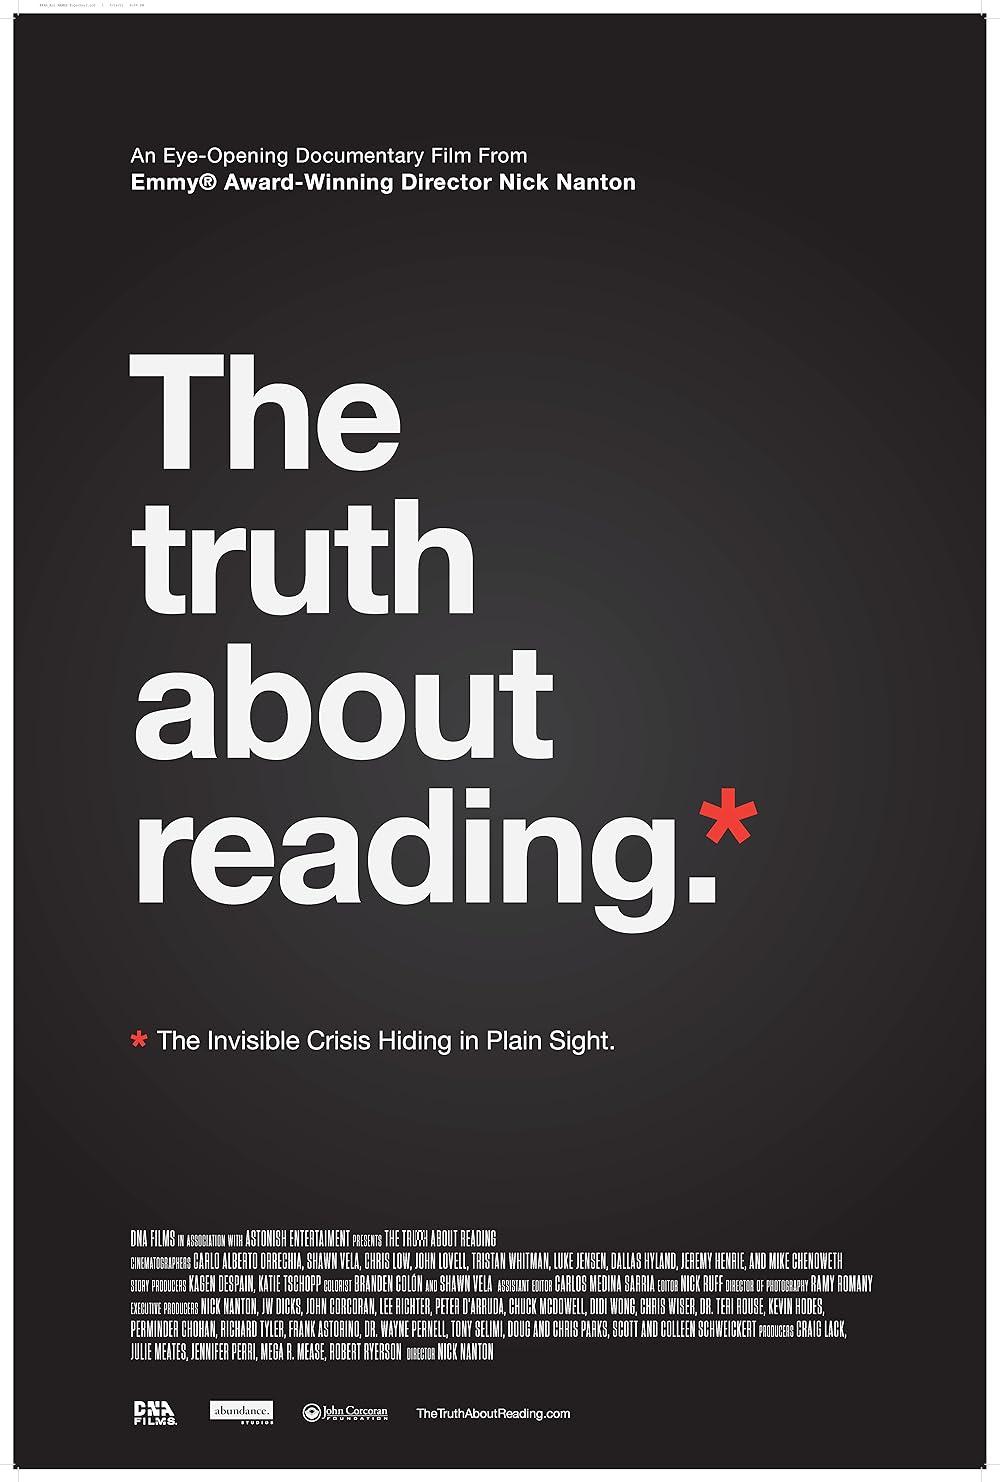 An Eye-Opening Documentary Film From
Emmy® Award-Winning Director Nick Nanton
The
truth
about
reading.*
* The Invisible Crisis Hiding in Plain Sight.
DNA FILMS IN ASSOCIATION WITH ASTONISH ENTERTAIMENT PRESENTS THE TRUTH ABOUT READING
CINEMATOGRAPHERS CARLO ALBERTO ORRECHIA, SHAWN VELA, CHRIS LOW, JOHN LOVELL, TRISTAN WHITMAN, LUKE JENSEN, DALLAS HYLAND, JEREMY HENRIE, AND MIKE CHENOWETH
STORY PRODUCERS KAGEN DESPAIN, KATIE TSCHOPP COLORIST BRANDEN COLÓN AND SHAWN VELA ASSISTANT EDITOR CARLOS MEDINA SARRIA EDITOR NICK RUFF DIRECTOR OF PHOTOGRAPHY RAMY ROMANY
EXECUTIVE PRODUCERS NICK NANTON, JW DICKS, JOHN CORCORAN, LEE RICHTER, PETER D'ARRUDA, CHUCK MCDOWELL, DIDI WONG, CHRIS WISER, DR. TERI ROUSE, KEVIN HODES,
PERMINDER CHOHAN, RICHARD TYLER, FRANK ASTORINO, DR. WAYNE PERNELL, TONY SELIMI, DOUG AND CHRIS PARKS, SCOTT AND COLLEEN SCHWEICKERT PRODUCERS CRAIG LACK,
JULIE MEATES, JENNIFER PERRI, MEGA R. MEASE, ROBERT RYERSON DIRECTOR NICK NANTON
DNA FILMS.
abundance. STUDIOS
John Corcoran FOUNDATION
TheTruthAboutReading.com